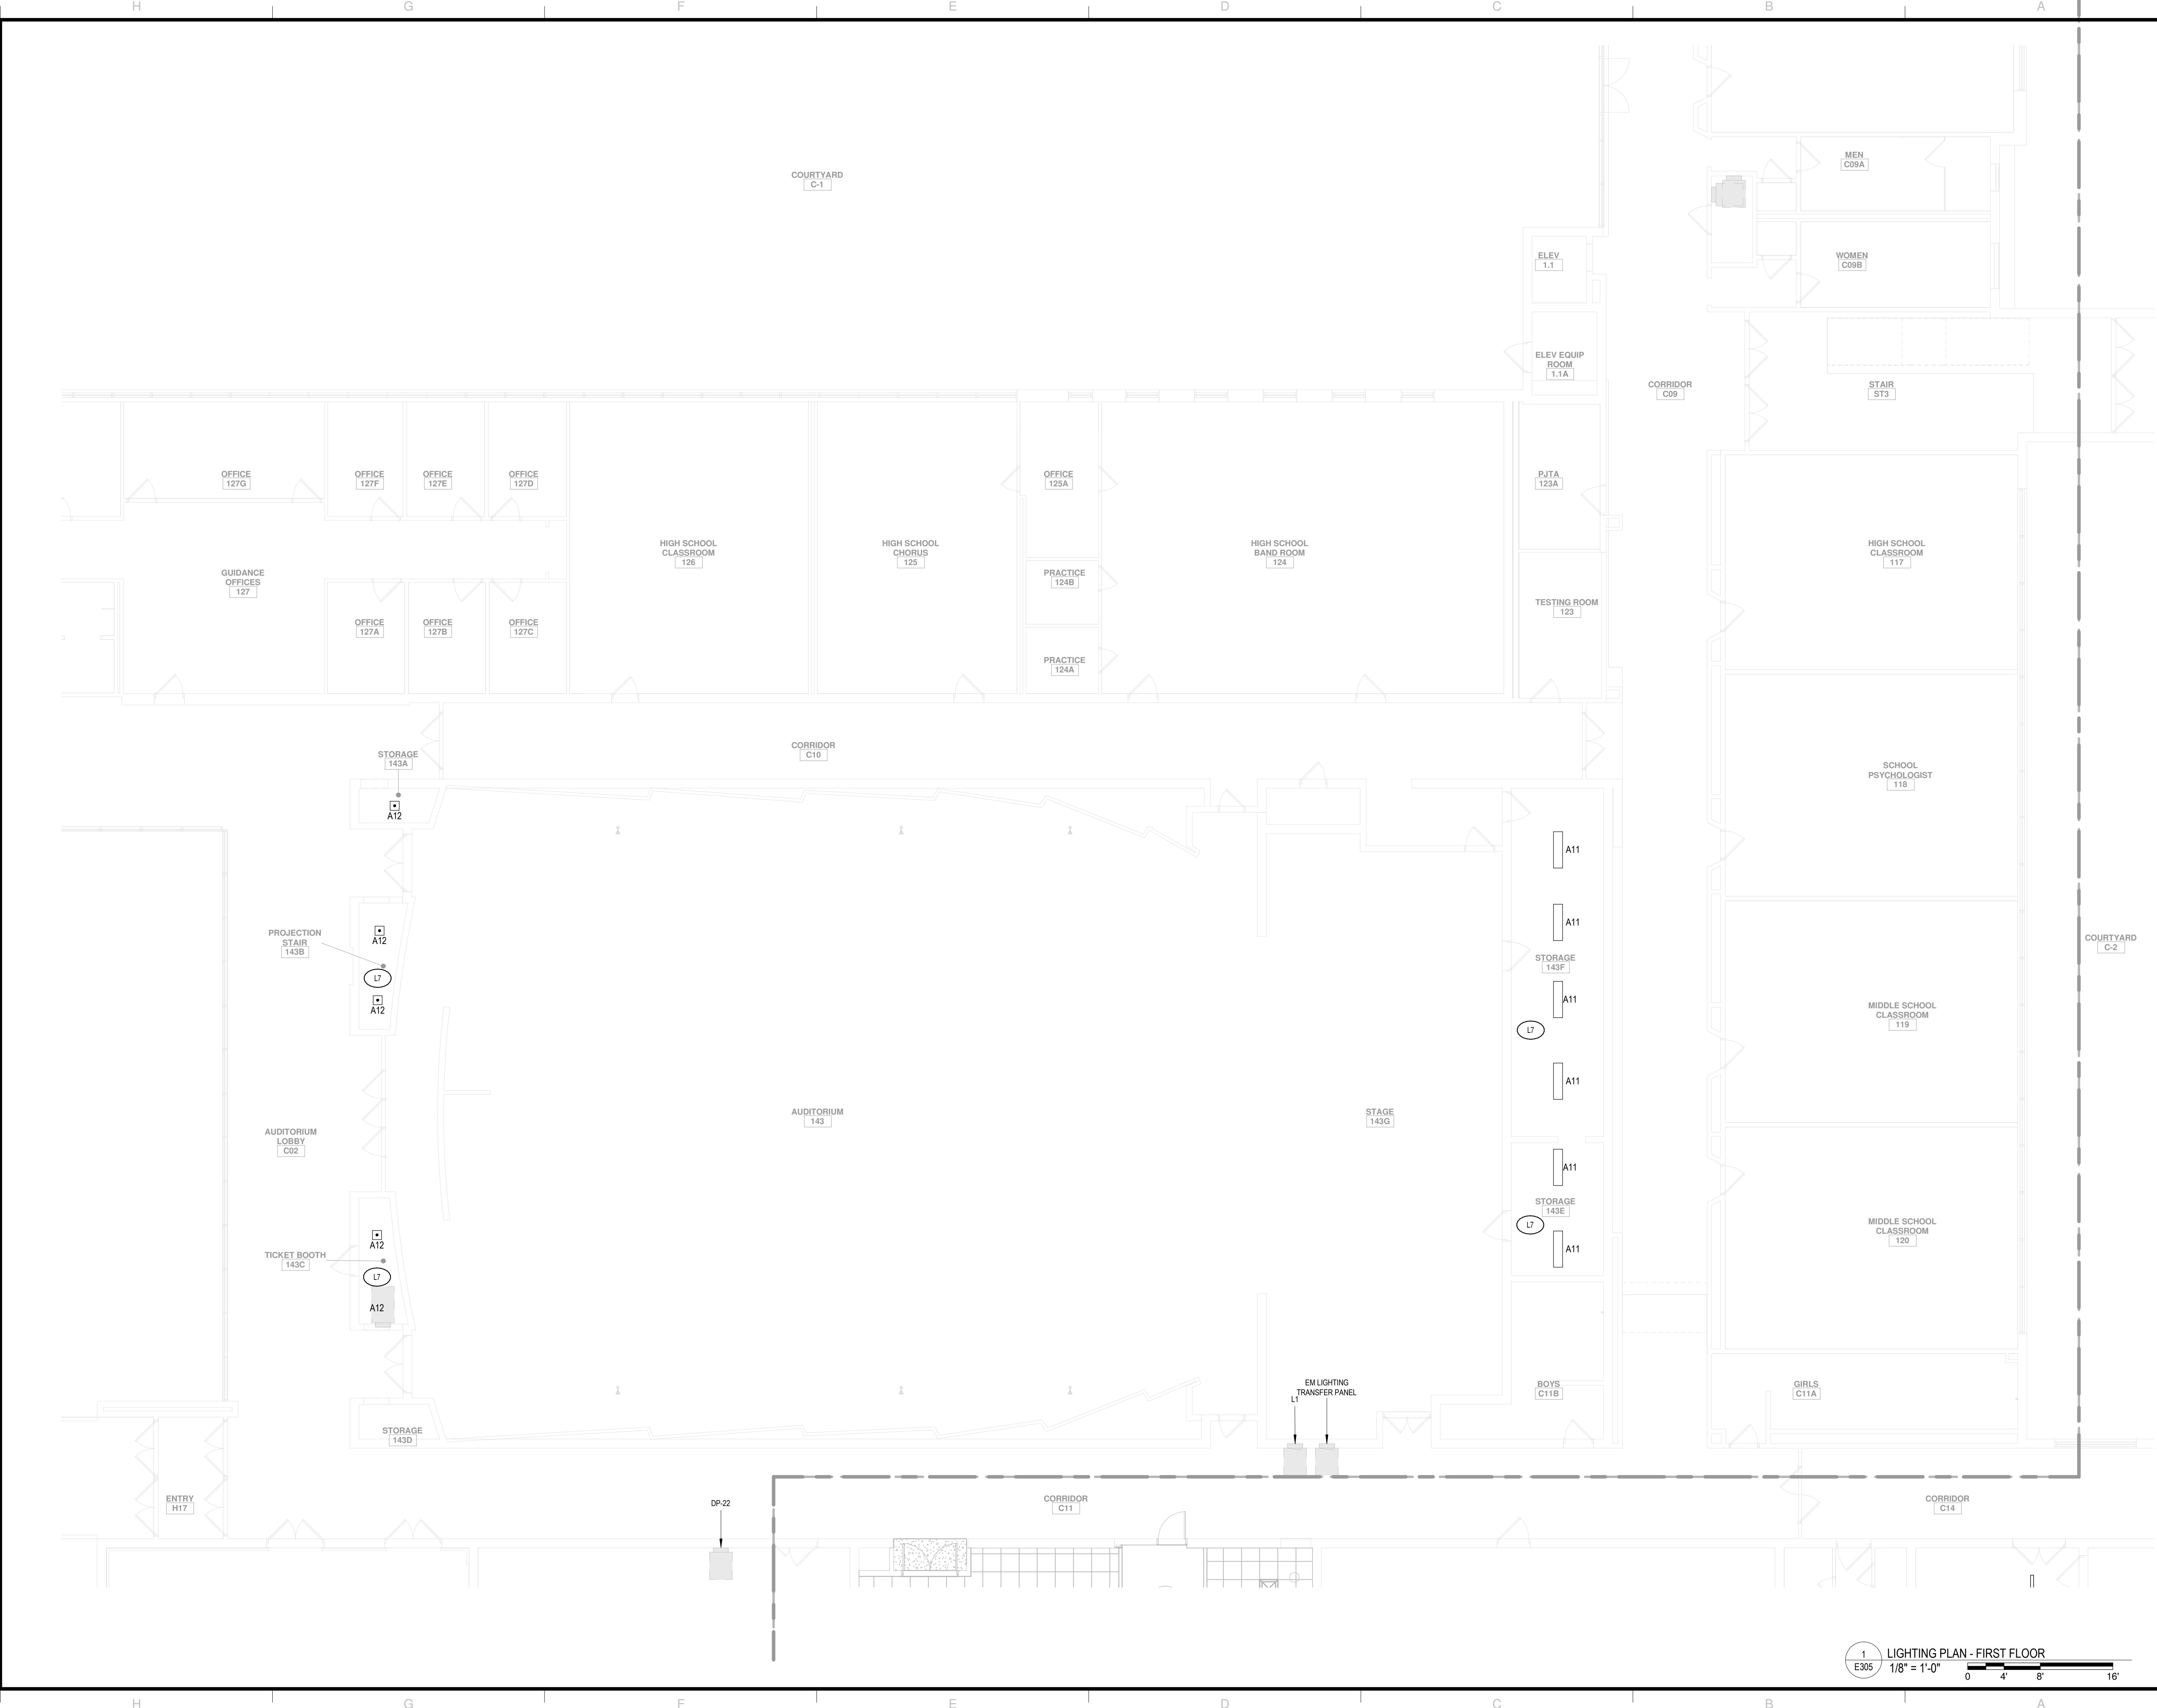 H G F E D C B A
COURTYARD
C-1
MEN
C09A
WOMEN
C09B
ELEV
1.1
ELEV EQUIP
ROOM
1.1A
CORRIDOR
C09
STAIR
ST3
OFFICE
127G
OFFICE
127F
OFFICE
127E
OFFICE
127D
OFFICE
125A
PJTA
123A
HIGH SCHOOL
CLASSROOM
126
HIGH SCHOOL
CHORUS
125
HIGH SCHOOL
BAND ROOM
124
HIGH SCHOOL
CLASSROOM
117
GUIDANCE
OFFICES
127
PRACTICE
124B
TESTING ROOM
123
OFFICE
127A
OFFICE
127B
OFFICE
127C
PRACTICE
124A
CORRIDOR
C10
STORAGE
143A
A12
SCHOOL
PSYCHOLOGIST
118
A11
A11
PROJECTION
STAIR
143B
A12
L7
A12
STORAGE
143F
A11
L7
A11
COURTYARD
C-2
MIDDLE SCHOOL
CLASSROOM
119
AUDITORIUM
LOBBY
C02
AUDITORIUM
143
STAGE
143G
A11
STORAGE
143E
L7
A11
MIDDLE SCHOOL
CLASSROOM
120
A12
TICKET BOOTH
143C
L7
A12
EM LIGHTING
TRANSFER PANEL
L1
BOYS
C11B
GIRLS
C11A
STORAGE
143D
ENTRY
H17
DP-22
CORRIDOR
C11
CORRIDOR
C14
1
E305
LIGHTING PLAN - FIRST FLOOR
1/8" = 1'-0"
0 4' 8' 16'
H G F E D C B A